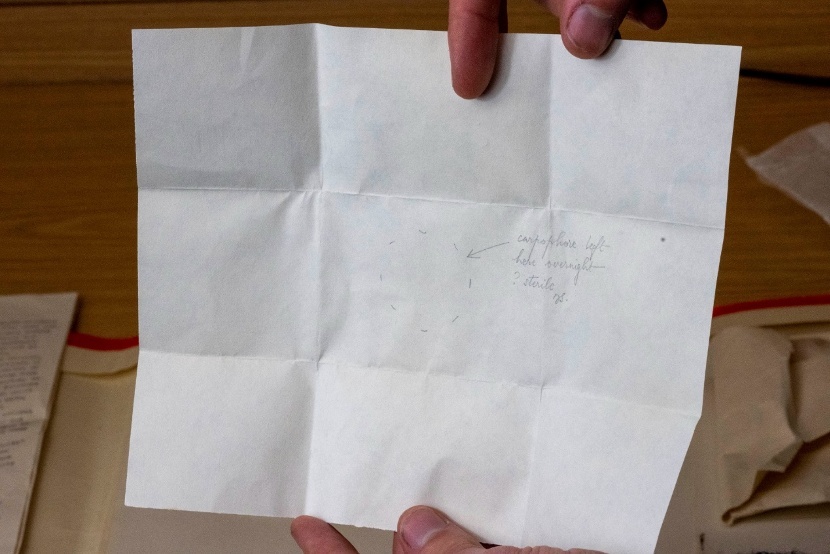 carpophore left
here overnight
? sterile